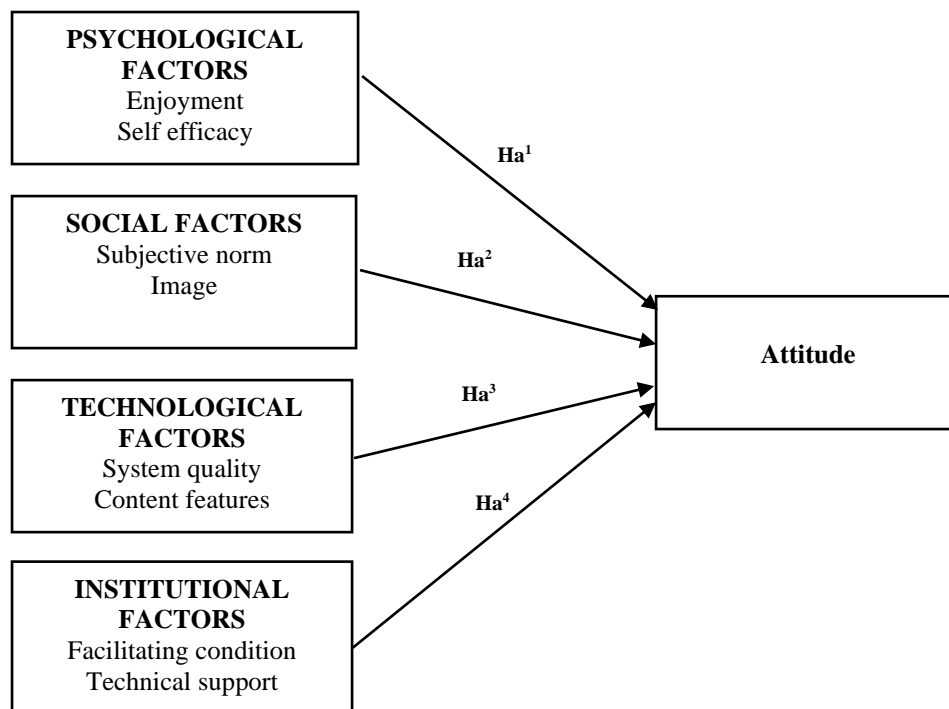 PSYCHOLOGICAL
FACTORS
Enjoyment
Self efficacy
Ha¹
SOCIAL FACTORS
Subjective norm
Image
Ha²
Attitude
TECHNOLOGICAL
FACTORS
System quality
Content features
Ha³
Ha⁴
INSTITUTIONAL
FACTORS
Facilitating condition
Technical support